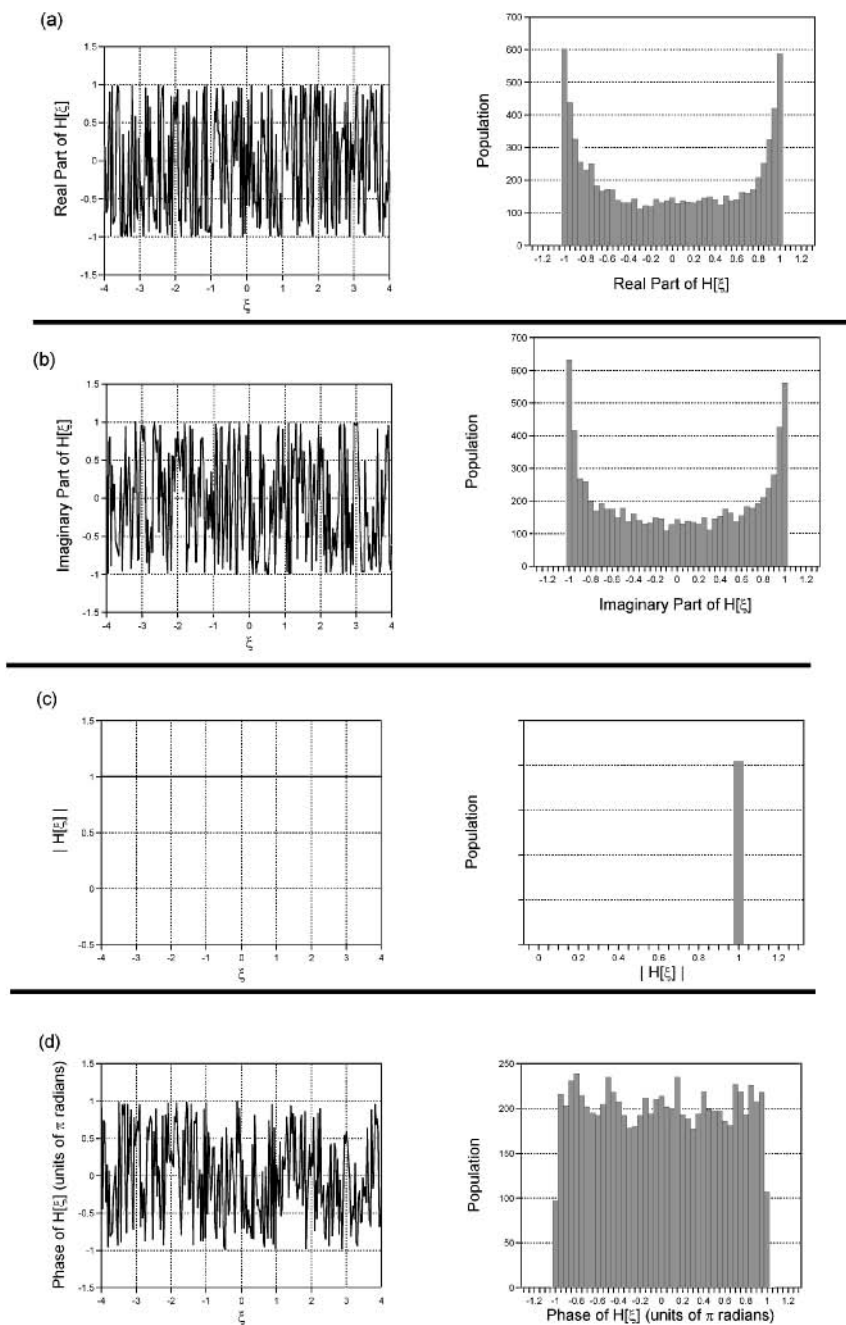 (a)
Real Part of H[ξ]
1.5
1
0.5
0
-0.5
-1
-1.5
-4 -3 -2 -1 0 1 2 3 4
ξ
Population
700
600
500
400
300
200
100
0
-1.2 -1 -0.8 -0.6 -0.4 -0.2 0 0.2 0.4 0.6 0.8 1 1.2
Real Part of H[ξ]
(b)
Imaginary Part of H[ξ]
1.5
1
0.5
0
-0.5
-1
-1.5
-4 -3 -2 -1 0 1 2 3 4
ξ
Population
700
600
500
400
300
200
100
0
-1.2 -1 -0.8 -0.6 -0.4 -0.2 0 0.2 0.4 0.6 0.8 1 1.2
Imaginary Part of H[ξ]
(c)
| H[ξ] |
1.5
1
0.5
0
-0.5
-4 -3 -2 -1 0 1 2 3 4
ξ
Population
0 0.2 0.4 0.6 0.8 1 1.2
| H[ξ] |
(d)
Phase of H[ξ] (units of π radians)
1.5
1
0.5
0
-0.5
-1
-1.5
-4 -3 -2 -1 0 1 2 3 4
ξ
Population
250
200
150
100
50
0
-1.2 -1 -0.8 -0.6 -0.4 -0.2 0 0.2 0.4 0.6 0.8 1 1.2
Phase of H[ξ] (units of π radians)